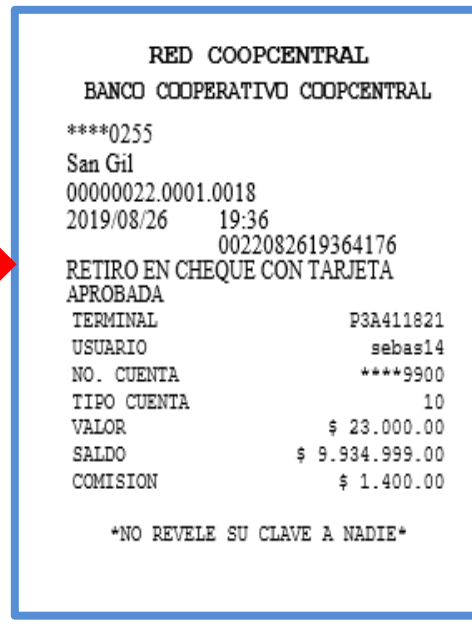 RED COOPCENTRAL
BANCO COOPERATIVO COOPCENTRAL
****0255
San Gil
00000022.0001.0018
2019/08/26 19:36
0022082619364176
RETIRO EN CHEQUE CON TARJETA
APROBADA
TERMINAL P3A411821
USUARIO sebas14
NO. CUENTA ****9900
TIPO CUENTA 10
VALOR $ 23.000.00
SALDO $ 9.934.999.00
COMISION $ 1.400.00
*NO REVELE SU CLAVE A NADIE*